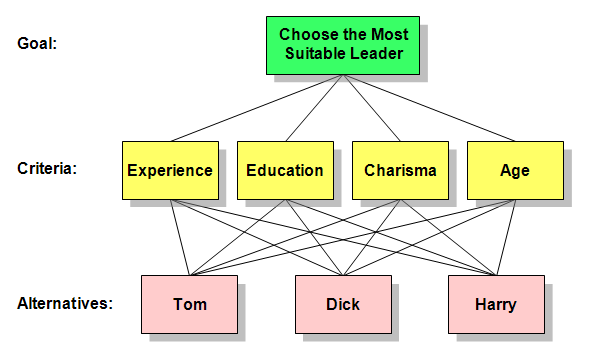 Goal:
Choose the Most
Suitable Leader
Criteria:
Experience
Education
Charisma
Age
Alternatives:
Tom
Dick
Harry